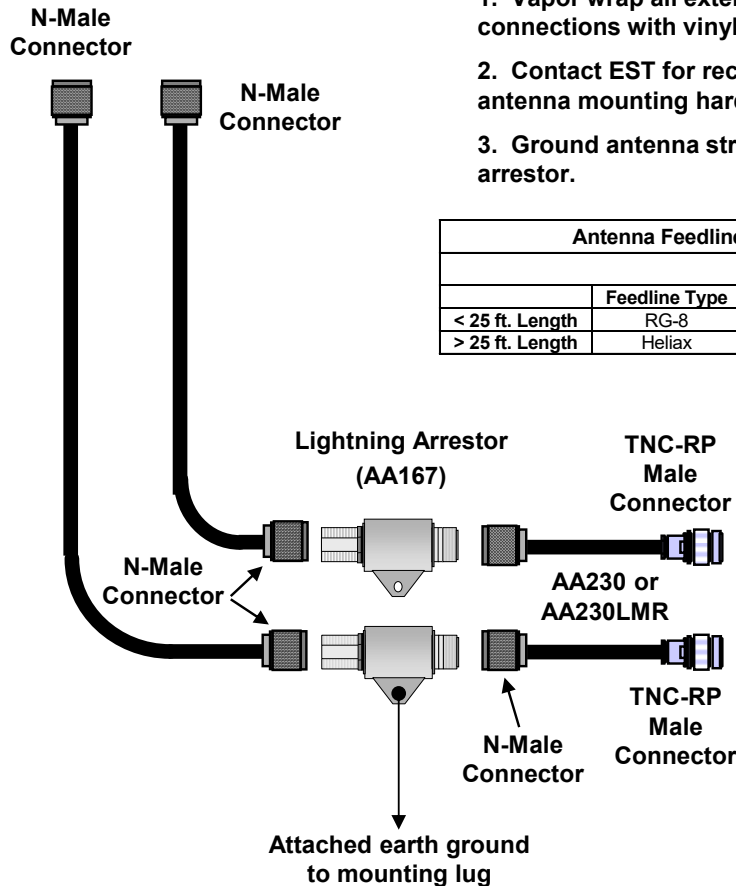 1. Vapor wrap all exter
connections with vinyl
2. Contact EST for rec
antenna mounting hard
3. Ground antenna stru
arrestor.
Antenna Feedline
Feedline Type
< 25 ft. Length RG-8
> 25 ft. Length Heliax
N-Male
Connector
N-Male
Connector
Lightning Arrestor
(AA167)
TNC-RP
Male
Connector
N-Male
Connector
AA230 or
AA230LMR
N-Male
Connector
TNC-RP
Male
Connector
Attached earth ground
to mounting lug